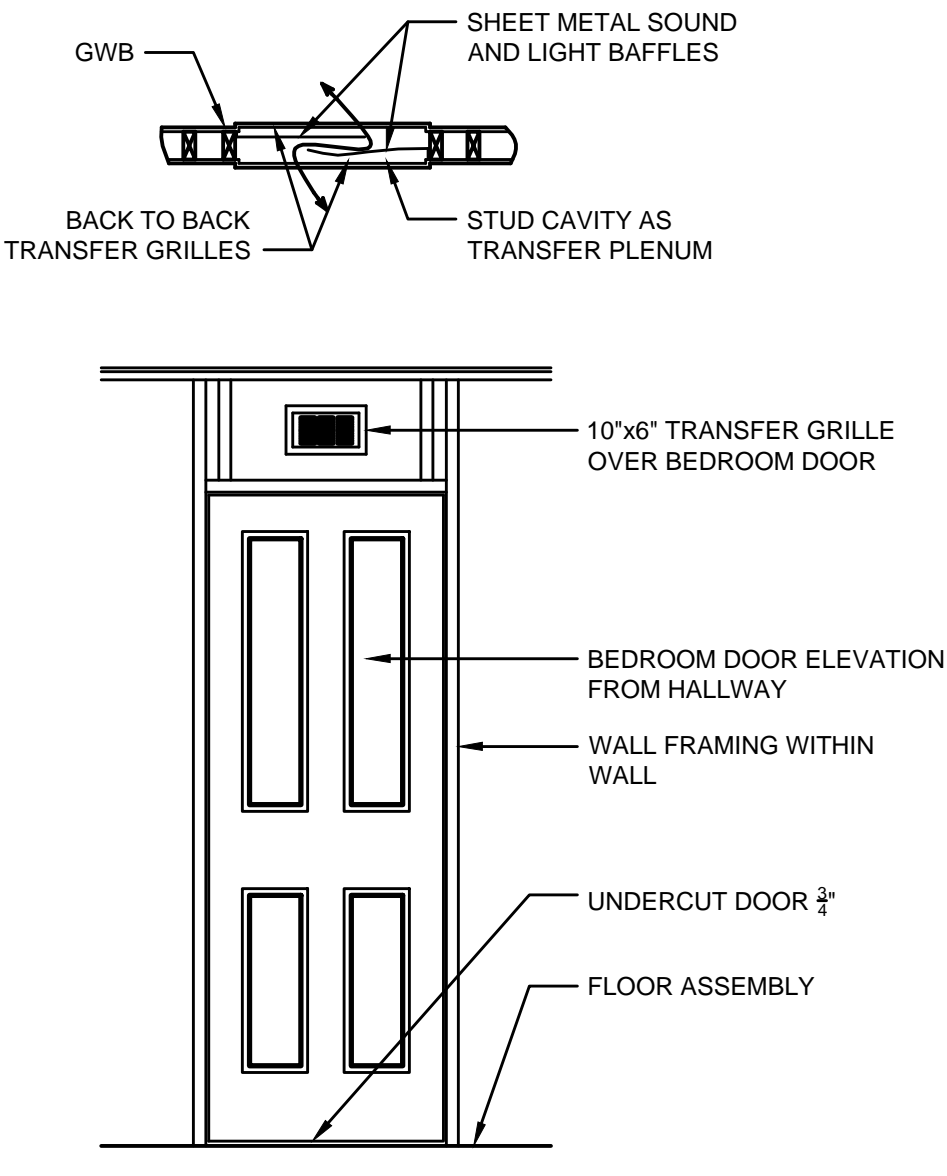 SHEET METAL SOUND
AND LIGHT BAFFLES
GWB
BACK TO BACK
TRANSFER GRILLES
STUD CAVITY AS
TRANSFER PLENUM
10"x6" TRANSFER GRILLE
OVER BEDROOM DOOR
BEDROOM DOOR ELEVATION
FROM HALLWAY
WALL FRAMING WITHIN
WALL
UNDERCUT DOOR 3/4"
FLOOR ASSEMBLY